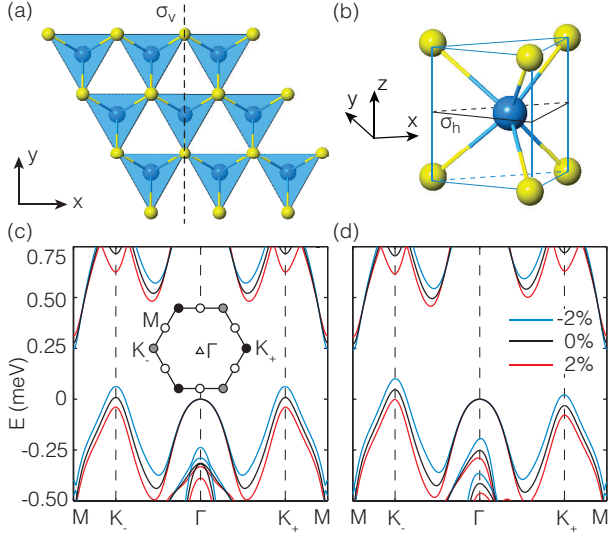 (a)
σv
(b)
z
y
x
σh
y
x
(c)
(d)
0.75
0.50
0.25
0
-0.25
-0.50
E (meV)
M
K-
Γ
K+
-2%
0%
2%
M K- Γ K+ M
M K- Γ K+ M